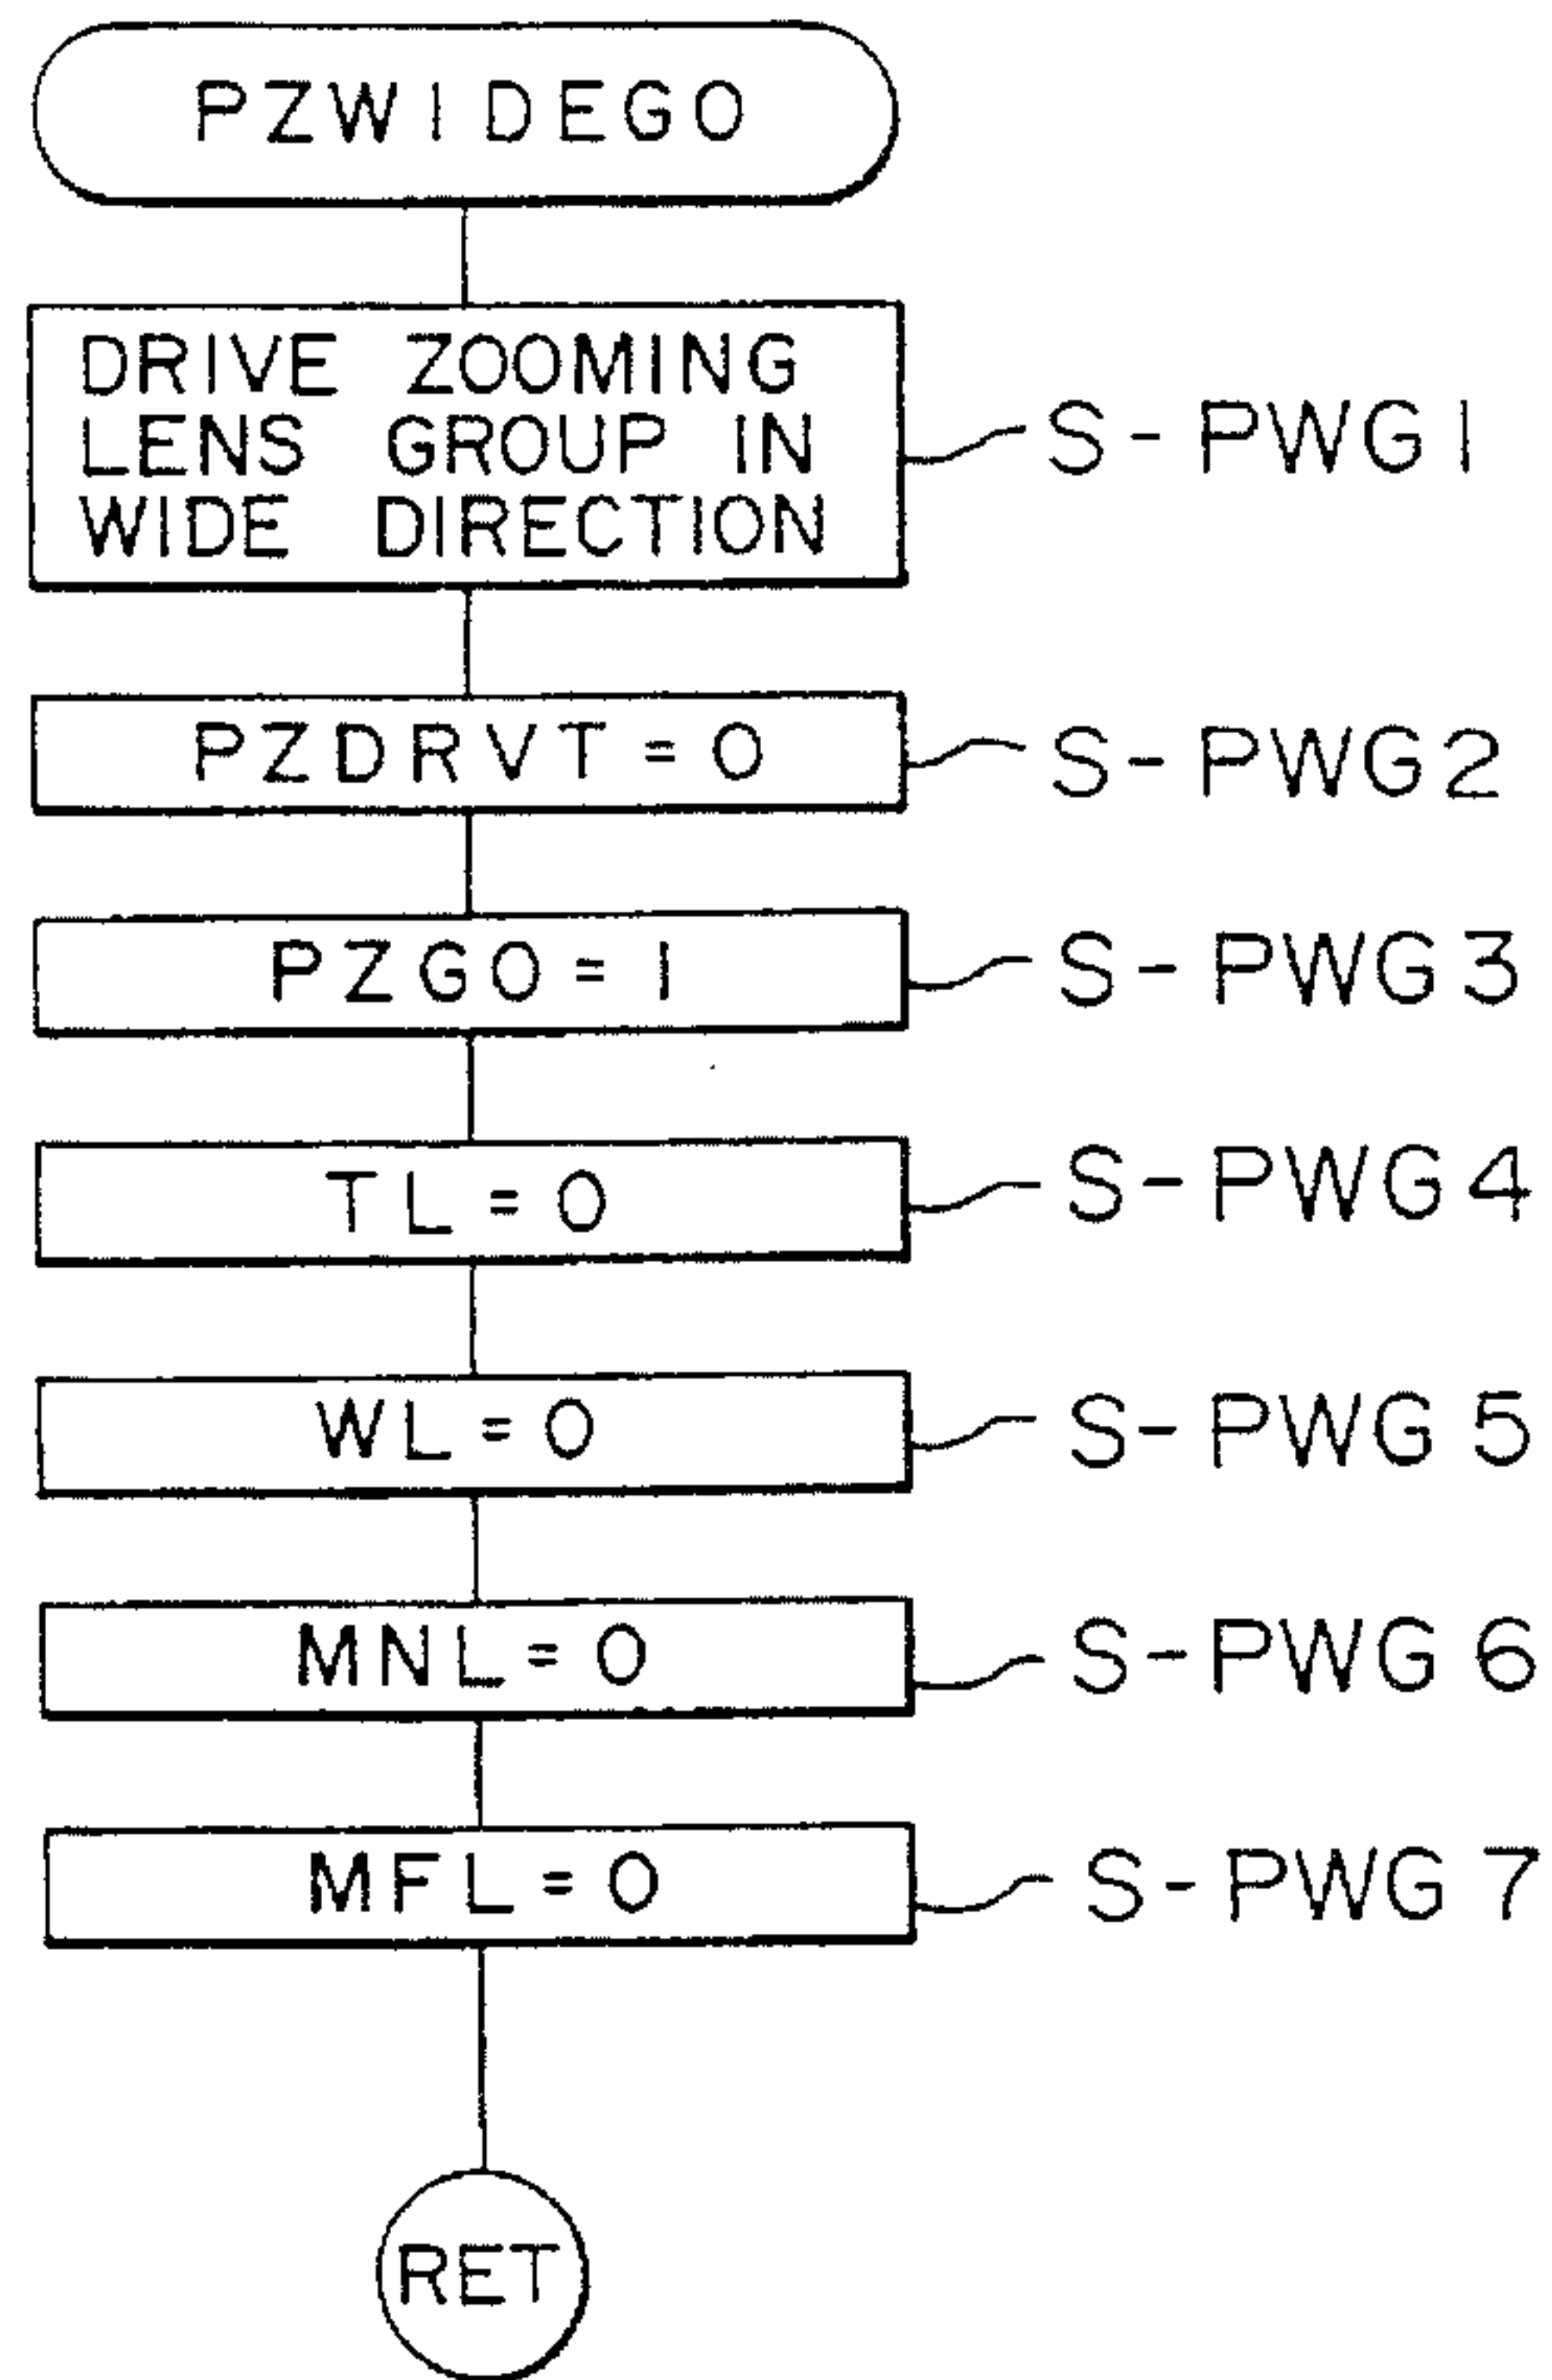 PZWIDEGO
DRIVE ZOOMING
LENS GROUP IN
WIDE DIRECTION
S-PWG1
PZDRVT=0
S-PWG2
PZGO=1
S-PWG3
TL=0
S-PWG4
WL=0
S-PWG5
MNL=0
S-PWG6
MFL=0
S-PWG7
RET